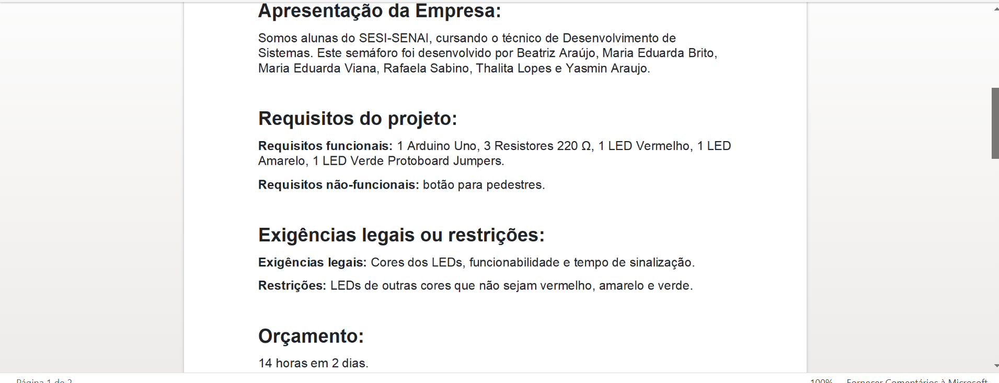 Apresentação da Empresa:
Somos alunas do SESI-SENAI, cursando o técnico de Desenvolvimento de
Sistemas. Este semáforo foi desenvolvido por Beatriz Araújo, Maria Eduarda Brito,
Maria Eduarda Viana, Rafaela Sabino, Thalita Lopes e Yasmin Araujo.
Requisitos do projeto:
Requisitos funcionais: 1 Arduino Uno, 3 Resistores 220 Ω, 1 LED Vermelho, 1 LED
Amarelo, 1 LED Verde Protoboard Jumpers.
Requisitos não-funcionais: botão para pedestres.
Exigências legais ou restrições:
Exigências legais: Cores dos LEDs, funcionabilidade e tempo de sinalização.
Restrições: LEDs de outras cores que não sejam vermelho, amarelo e verde.
Orçamento:
14 horas em 2 dias.
Página 1 de 2
100% Fornecer Comentários à Microsoft